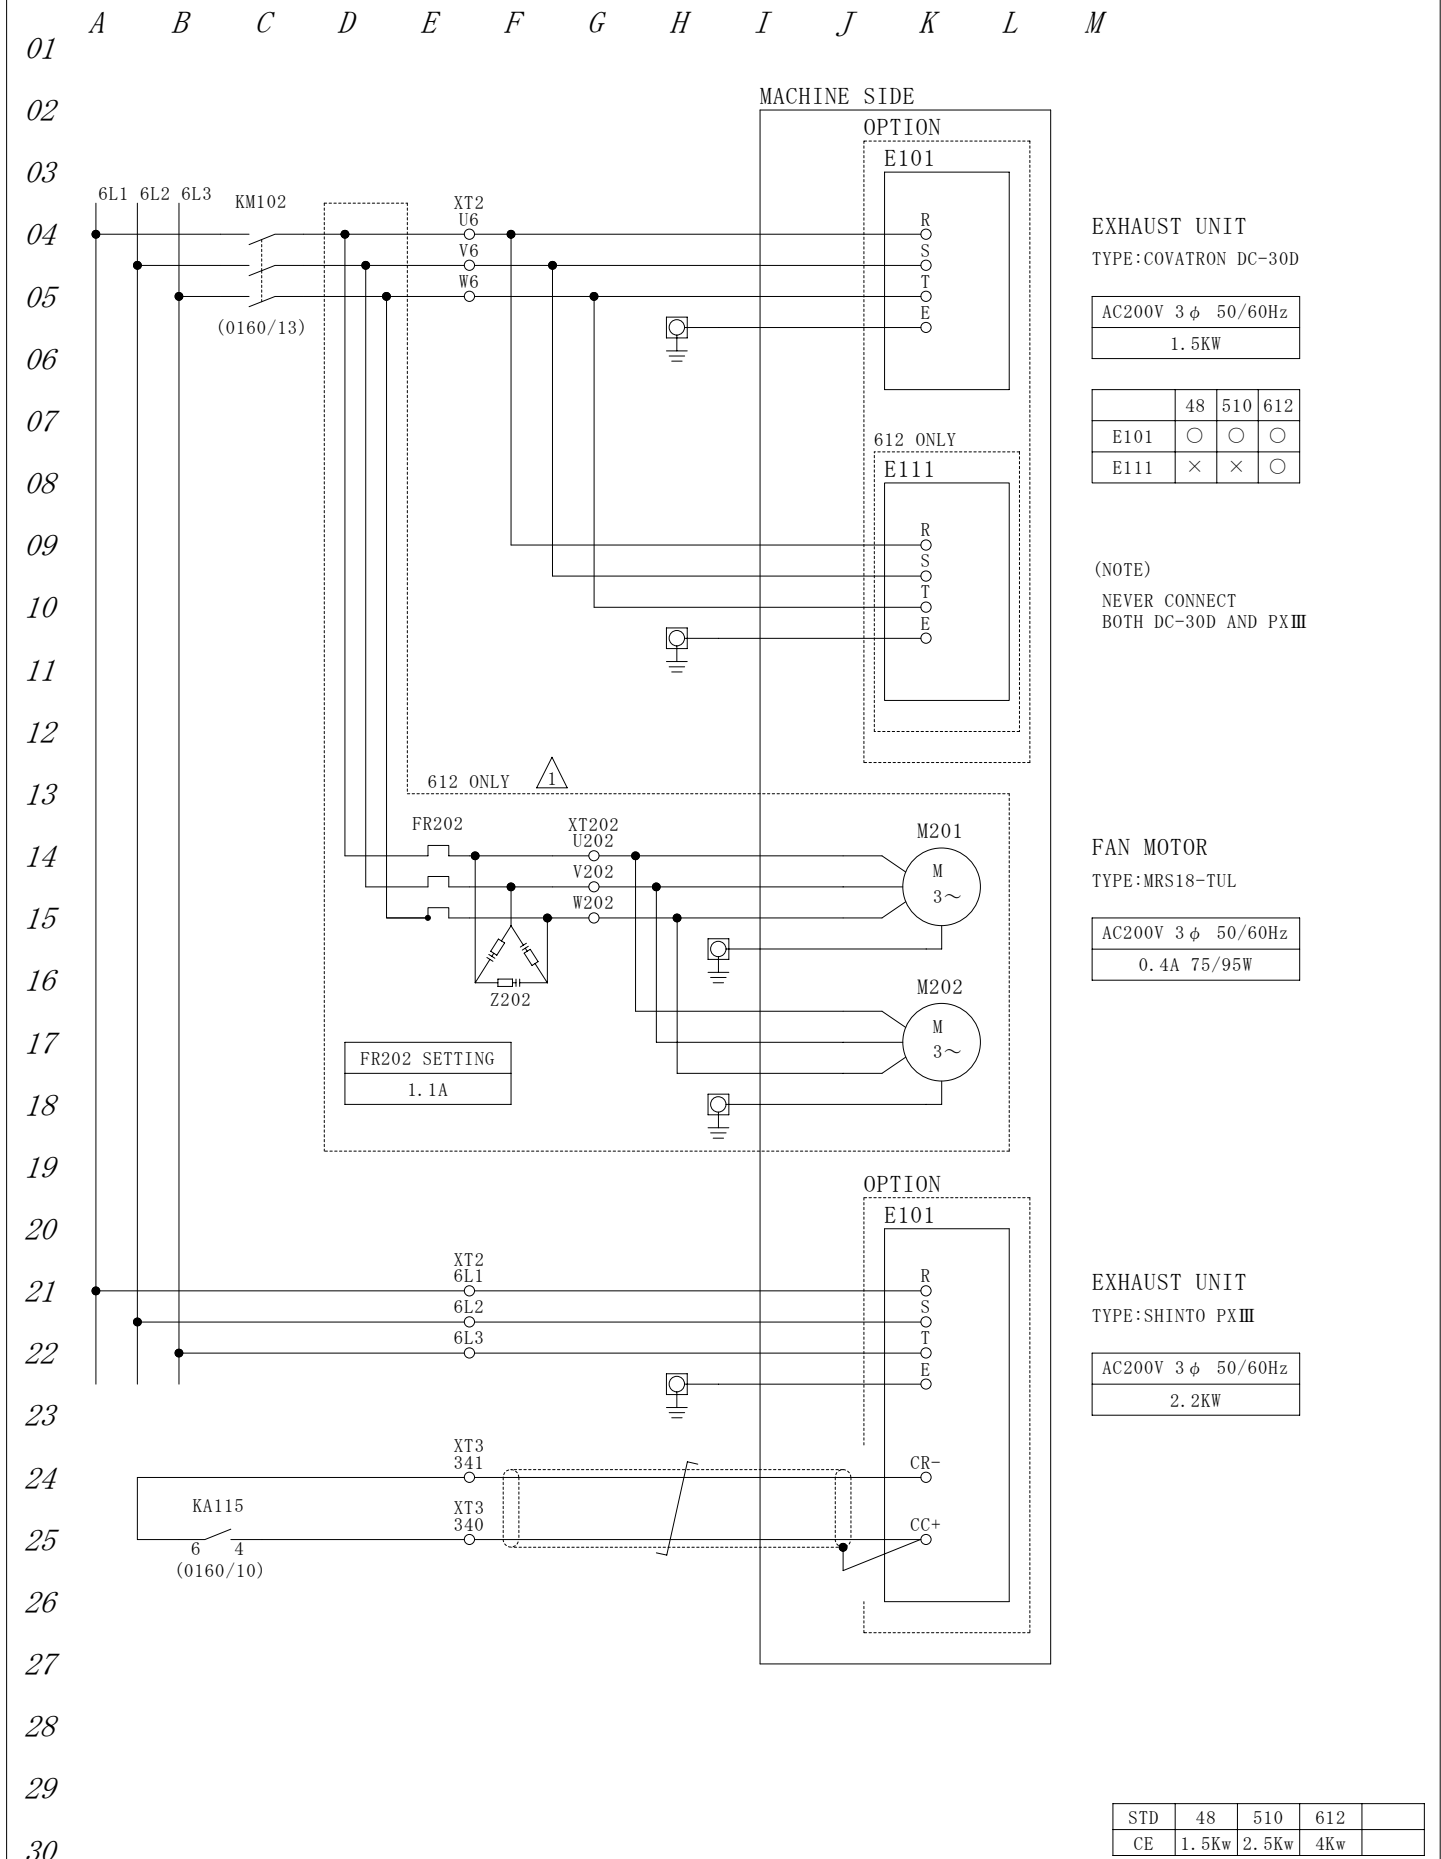 A B C D E F G H I J K L M
01
02 MACHINE SIDE
OPTION
03 E101
6L1 6L2 6L3 KM102 XT2
U6 R
04 EXHAUST UNIT
V6 S
TYPE:COVATRON DC-30D
W6 T
05 AC200V 3φ 50/60Hz
(0160/13) E
1.5KW
06
48 510 612
07 E101 ○ ○ ○
612 ONLY
E111 × × ○
08 E111
R
09
S
(NOTE)
T
10 NEVER CONNECT
E BOTH DC-30D AND PXⅢ
11
12
612 ONLY 1
13
FR202 XT202 M201
U202
14 FAN MOTOR
V202 M
TYPE:MRS18-TUL
W202 3~
15 AC200V 3φ 50/60Hz
0.4A 75/95W
16 Z202 M202
M
17 3~
FR202 SETTING
1.1A
18
19
OPTION
20 E101
XT2
6L1 R
21 EXHAUST UNIT
6L2 S
TYPE:SHINTO PXⅢ
6L3 T
22 AC200V 3φ 50/60Hz
E
2.2KW
23
XT3
341 CR-
24
KA115 XT3
340 CC+
25
6 4
(0160/10)
26
27
28
29
STD 48 510 612
30 CE 1.5Kw 2.5Kw 4Kw